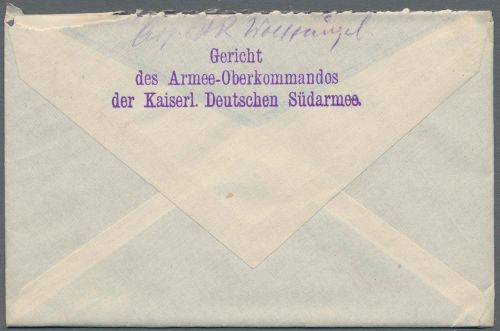 Gericht
des Armee-Oberkommandos
der Kaiserl. Deutschen Südarmee.